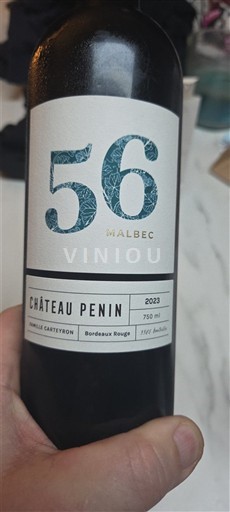 56
MALBEC
VINIOU
CHÂTEAU PENIN
2023
750 ml
FAMILLE CARTEYRON
Bordeaux Rouge